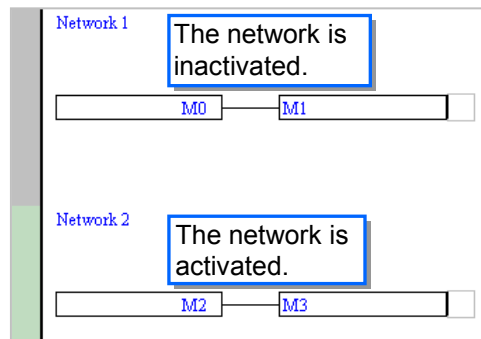 Network 1
The network is
inactivated.
M0 M1
Network 2
The network is
activated.
M2 M3